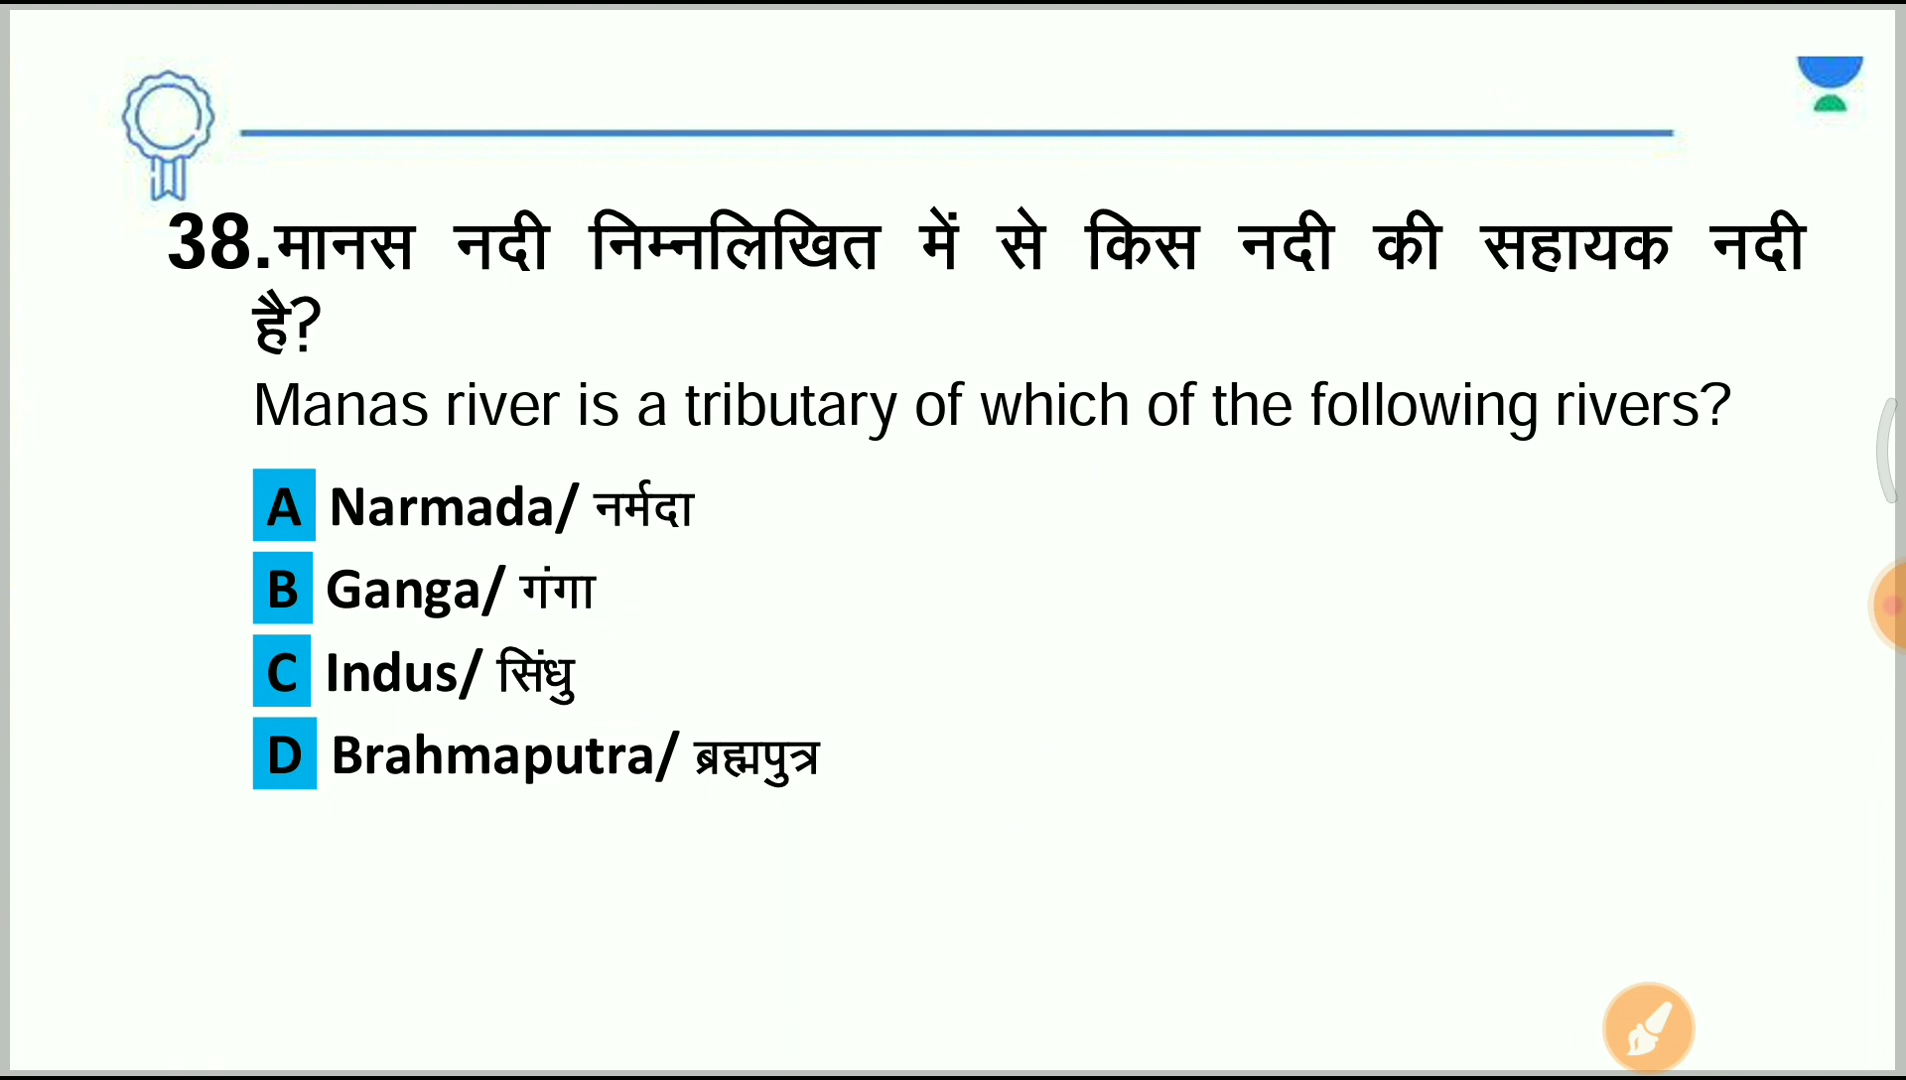 38.मानस नदी निम्नलिखित में से किस नदी की सहायक नदी
है?
Manas river is a tributary of which of the following rivers?
A Narmada/ नर्मदा
B Ganga/ गंगा
C Indus/ सिंधु
D Brahmaputra/ ब्रह्मपुत्र